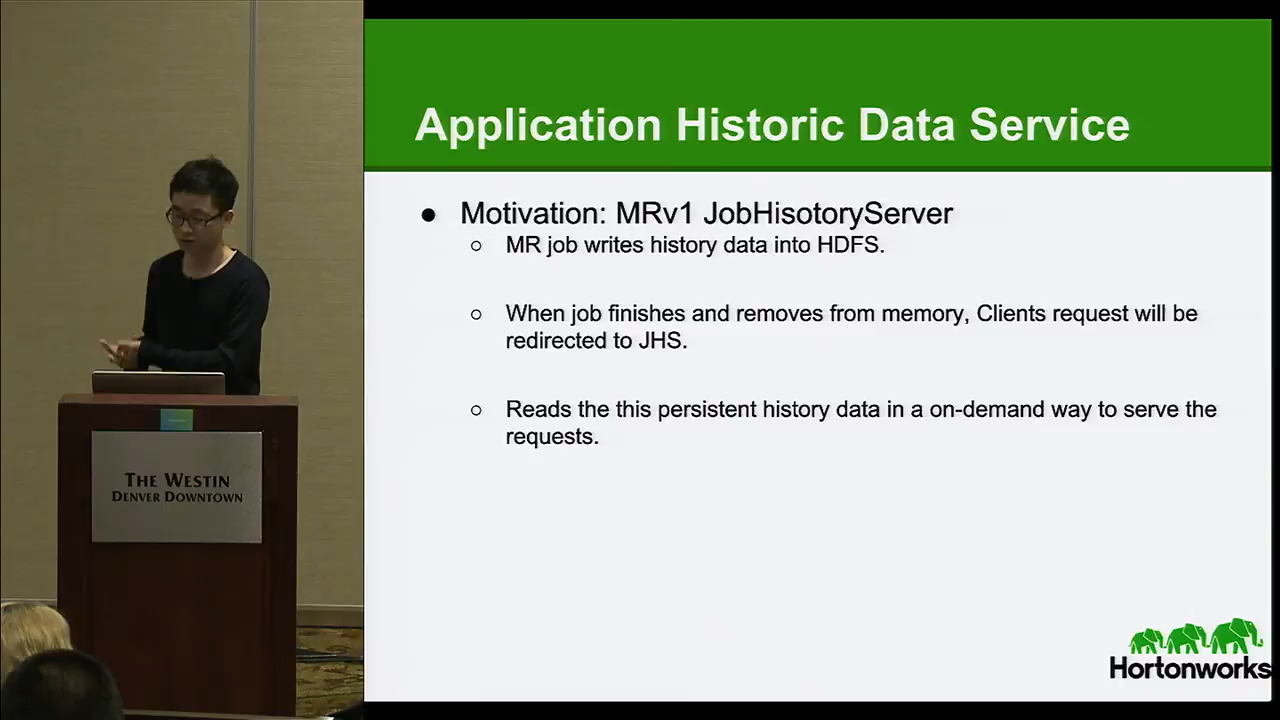 Application Historic Data Service
● Motivation: MRv1 JobHisotoryServer
○ MR job writes history data into HDFS.
○ When job finishes and removes from memory, Clients request will be
redirected to JHS.
○ Reads the this persistent history data in a on-demand way to serve the
requests.
Hortonworks
THE WESTIN
DENVER DOWNTOWN